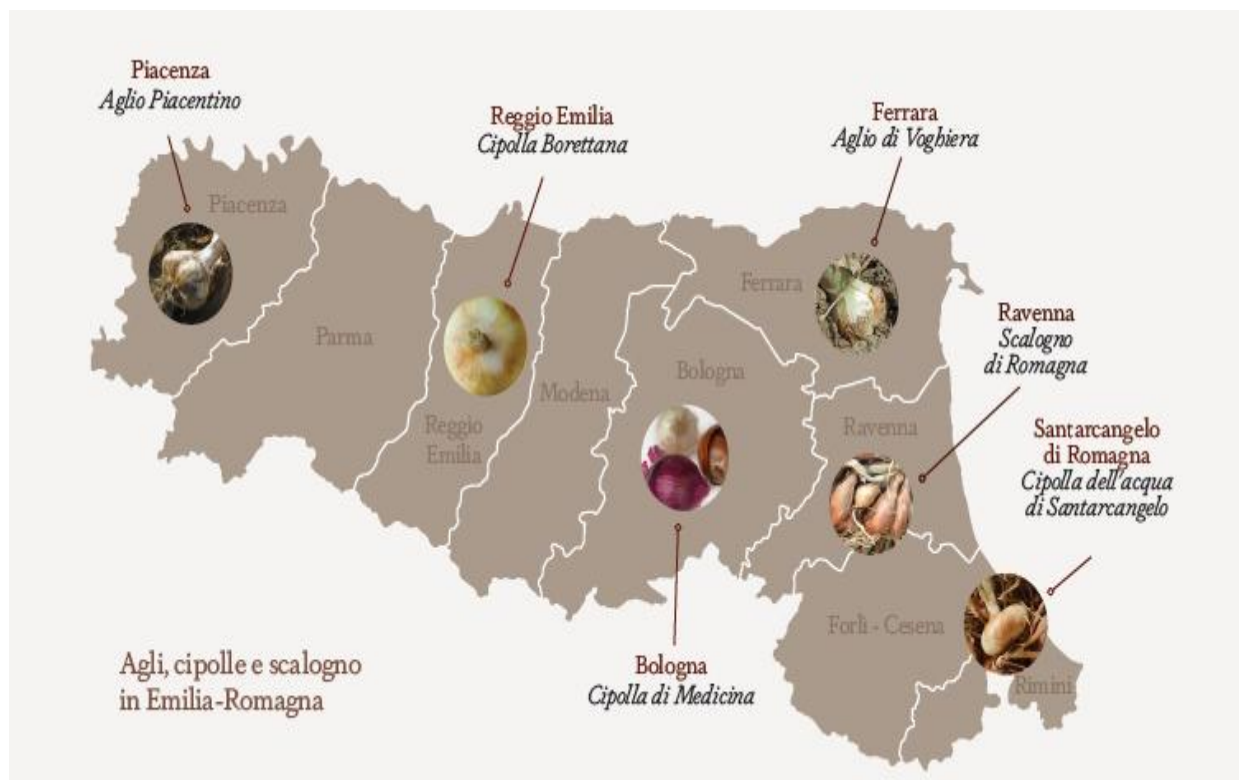 Piacenza
Aglio Piacentino
Reggio Emilia
Cipolla Borettana
Ferrara
Aglio di Voghiera
Piacenza
Ferrara
Ravenna
Scalogno
di Romagna
Parma
Bologna
Modena
Reggio
Emilia
Ravenna
Santarcangelo
di Romagna
Cipolla dell'acqua
di Santarcangelo
Forlì - Cesena
Rimini
Agli, cipolle e scalogno
in Emilia-Romagna
Bologna
Cipolla di Medicina